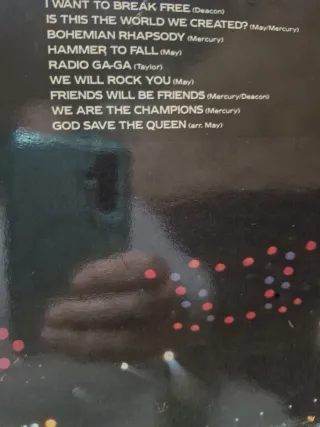 I WANT TO BREAK FREE (Deacon)
IS THIS THE WORLD WE CREATED? (May/Mercury)
BOHEMIAN RHAPSODY (Mercury)
HAMMER TO FALL (May)
RADIO GA-GA (Taylor)
WE WILL ROCK YOU (May)
FRIENDS WILL BE FRIENDS (Mercury/Deacon)
WE ARE THE CHAMPIONS (Mercury)
GOD SAVE THE QUEEN (arr. May)